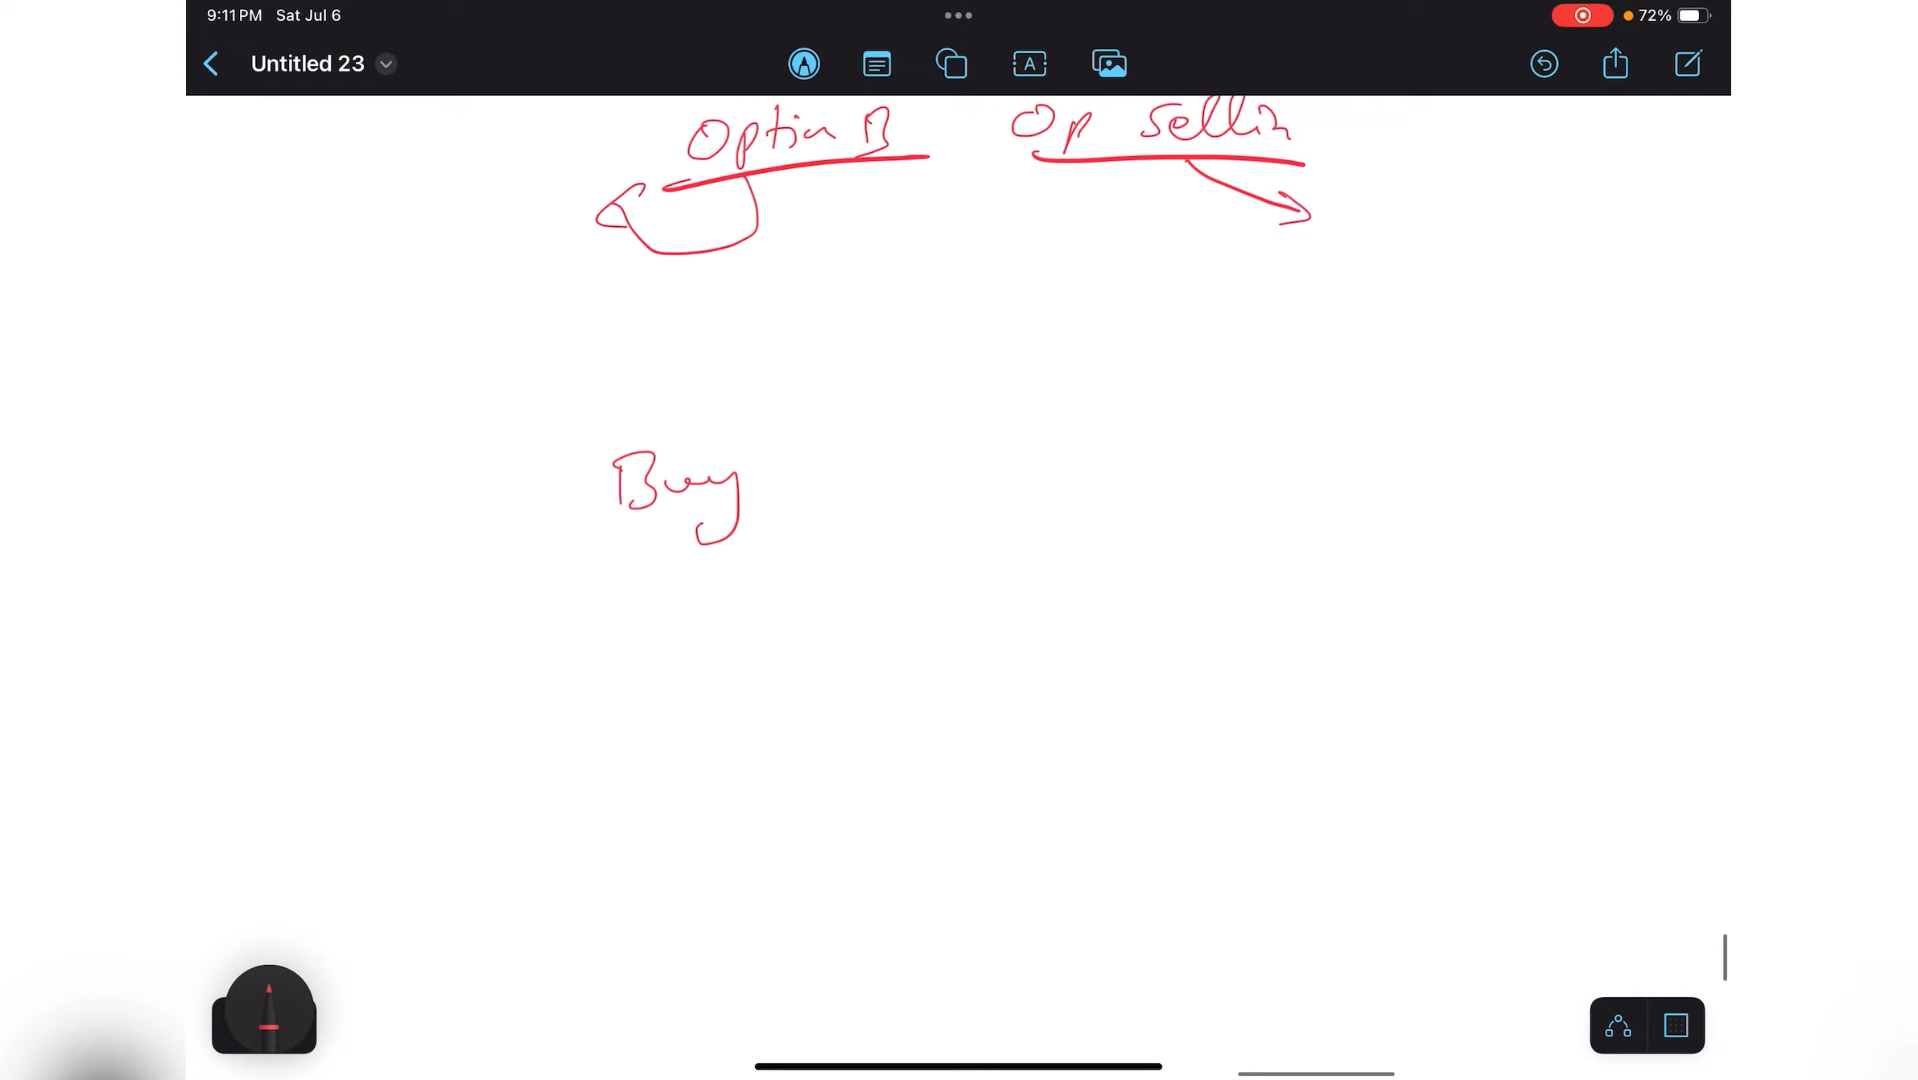 9:11 PM Sat Jul 6
72%
Untitled 23
A
Option B Op Sellin
Buy